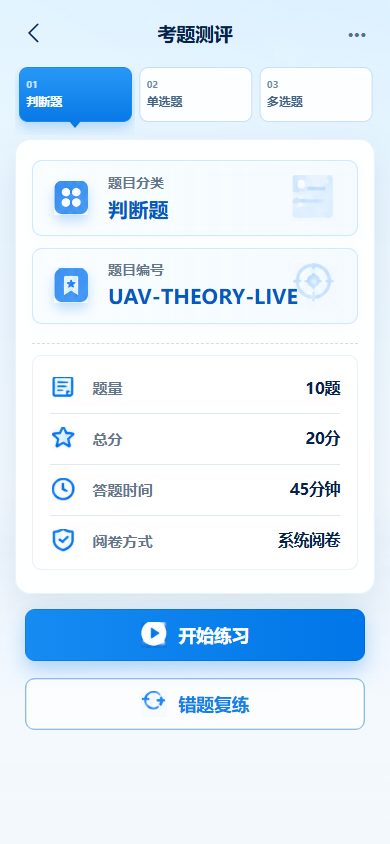 考题测评
01
判断题
02
单选题
03
多选题
题目分类
判断题
题目编号
UAV-THEORY-LIVE
题量
10题
总分
20分
答题时间
45分钟
阅卷方式
系统阅卷
开始练习
错题复练